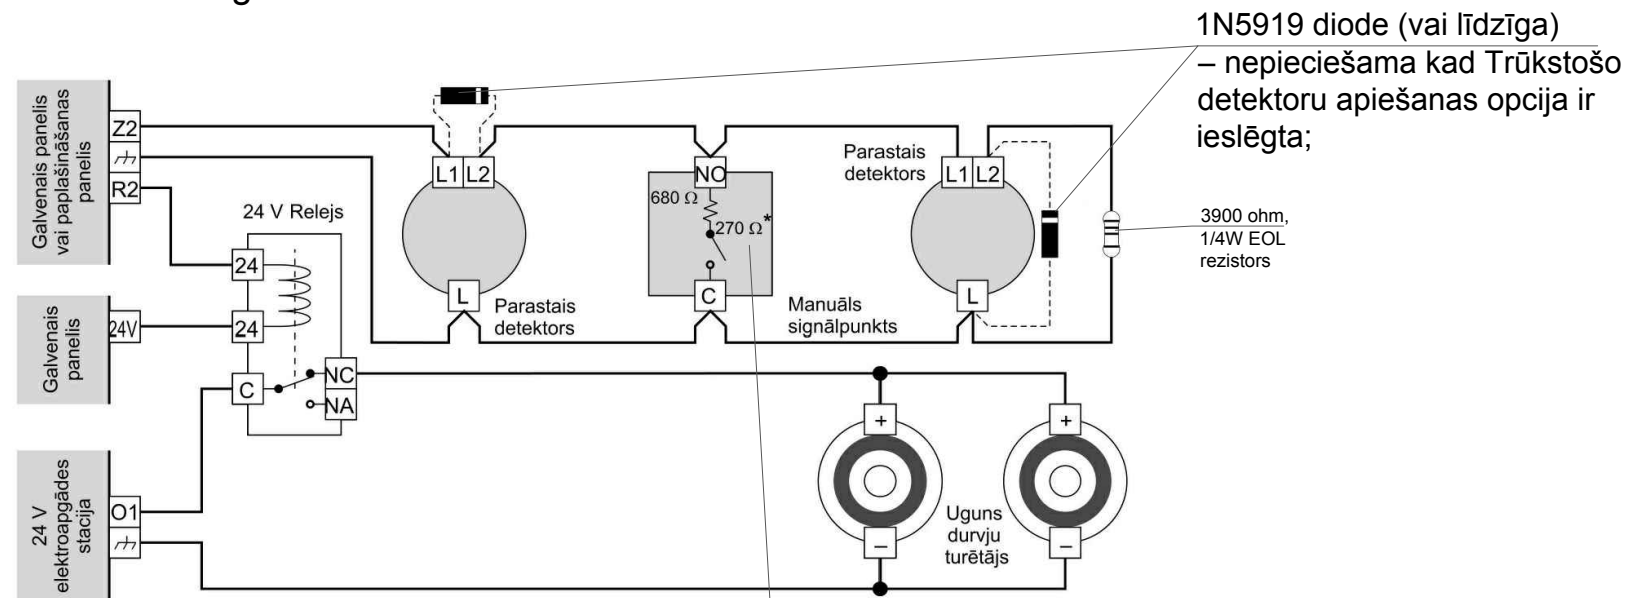 g
1N5919 diode (vai līdzīga)
– nepieciešama kad Trūkstošo
detektoru apiešanas opcija ir
ieslēgta;
Galvenais panelis
vai paplašināšanas
panelis
Z2
R2
L1 L2
L
Parastais
detektors
NO
680 Ω
270 Ω*
C
Manuāls
signālpunkts
Parastais
detektors
L1 L2
L
3900 ohm,
1/4W EOL
rezistors
24 V Relejs
24
24
C
NC
NA
Galvenais
panelis
24V
24 V
elektroapgādes
stacija
O1
+
–
Uguns
durvju
turētājs
+
–